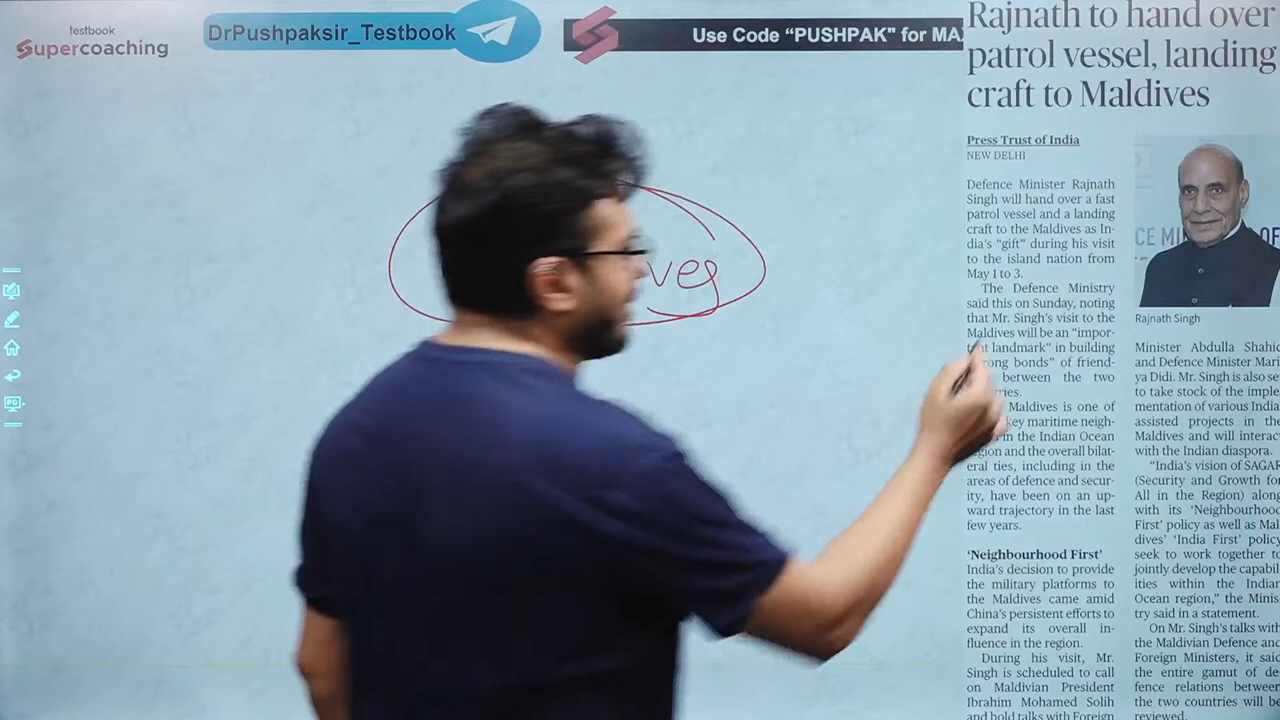 testbook
Supercoaching
DrPushpaksir_Testbook
Use Code “PUSHPAK" for MA
Rajnath to hand over
patrol vessel, landing
craft to Maldives
Press Trust of India
NEW DELHI
Defence Minister Rajnath
Singh will hand over a fast
patrol vessel and a landing
craft to the Maldives as In-
dia’s “gift” during his visit
to the island nation from
May 1 to 3.
The Defence Ministry
said this on Sunday, noting
that Mr. Singh’s visit to the
Maldives will be an “impor-
landmark” in building
bonds” of friend-
between the two
Maldives is one of
key maritime neigh-
in the Indian Ocean
and the overall bilat-
eral ties, including in the
areas of defence and secur-
ity, have been on an up-
ward trajectory in the last
few years.
‘Neighbourhood First’
India’s decision to provide
the military platforms to
the Maldives came amid
China’s persistent efforts to
expand its overall in-
fluence in the region.
During his visit, Mr.
Singh is scheduled to call
on Maldivian President
Ibrahim Mohamed Solih
and hold talks with Foreign
Rajnath Singh
Minister Abdulla Shahid
and Defence Minister Mari
ya Didi. Mr. Singh is also se
to take stock of the imple
mentation of various India
assisted projects in the
Maldives and will interac
with the Indian diaspora.
“India’s vision of SAGAR
(Security and Growth for
All in the Region) along
with its ‘Neighbourhood
First’ policy as well as Mal
dives’ ‘India First’ policy
seek to work together to
jointly develop the capabil
ities within the Indian
Ocean region,” the Minis
try said in a statement.
On Mr. Singh’s talks with
the Maldivian Defence and
Foreign Ministers, it said
the entire gamut of de
fence relations between
the two countries will be
reviewed.
ves